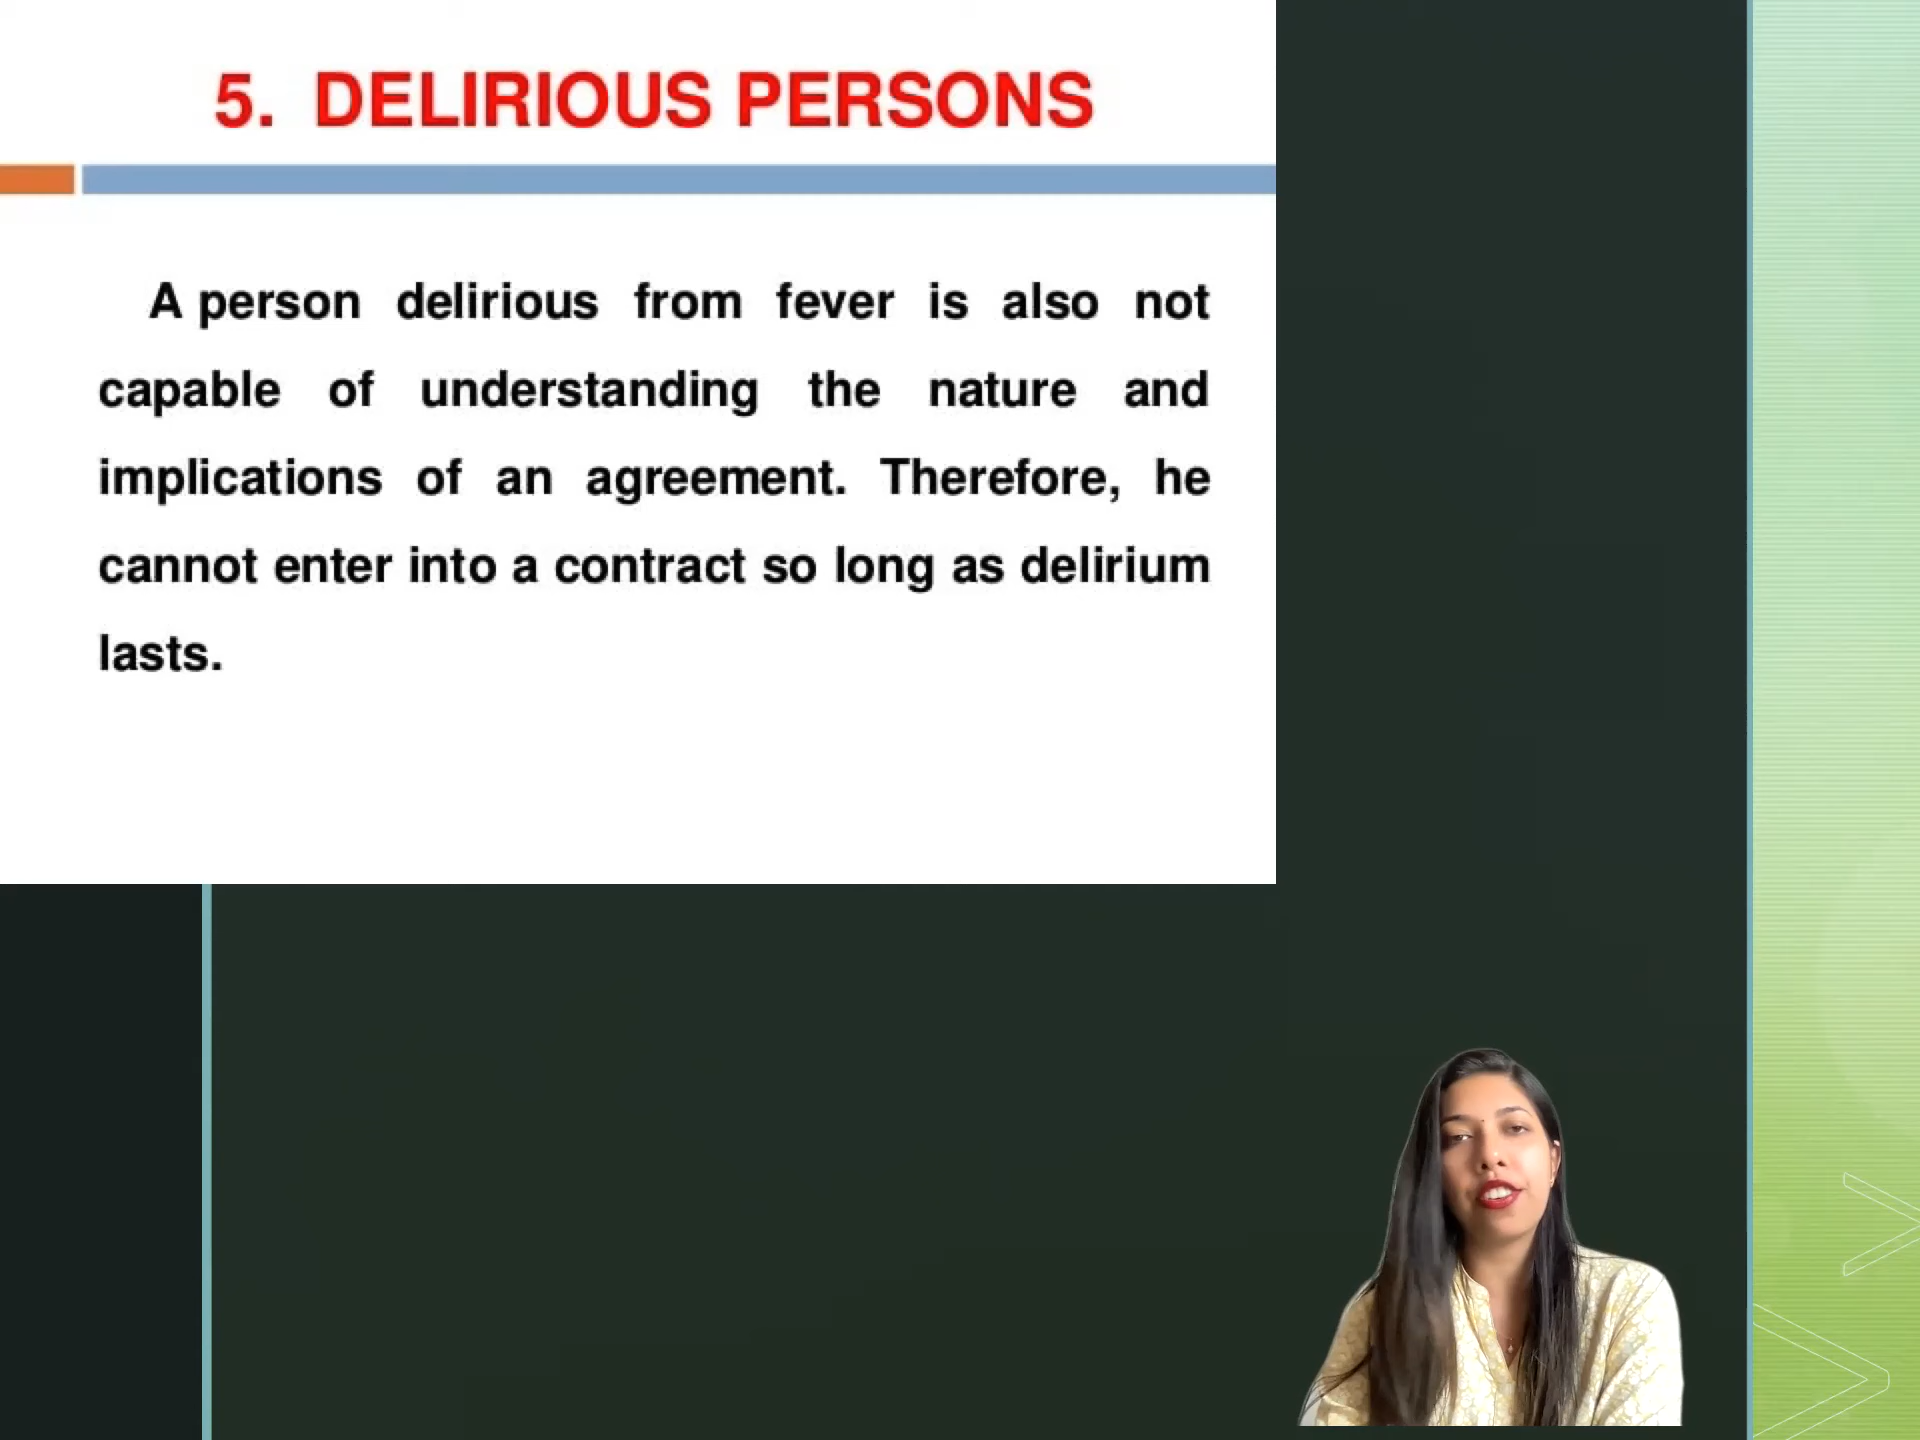 5. DELIRIOUS PERSONS
A person delirious from fever is also not
capable of understanding the nature and
implications of an agreement. Therefore, he
cannot enter into a contract so long as delirium
lasts.